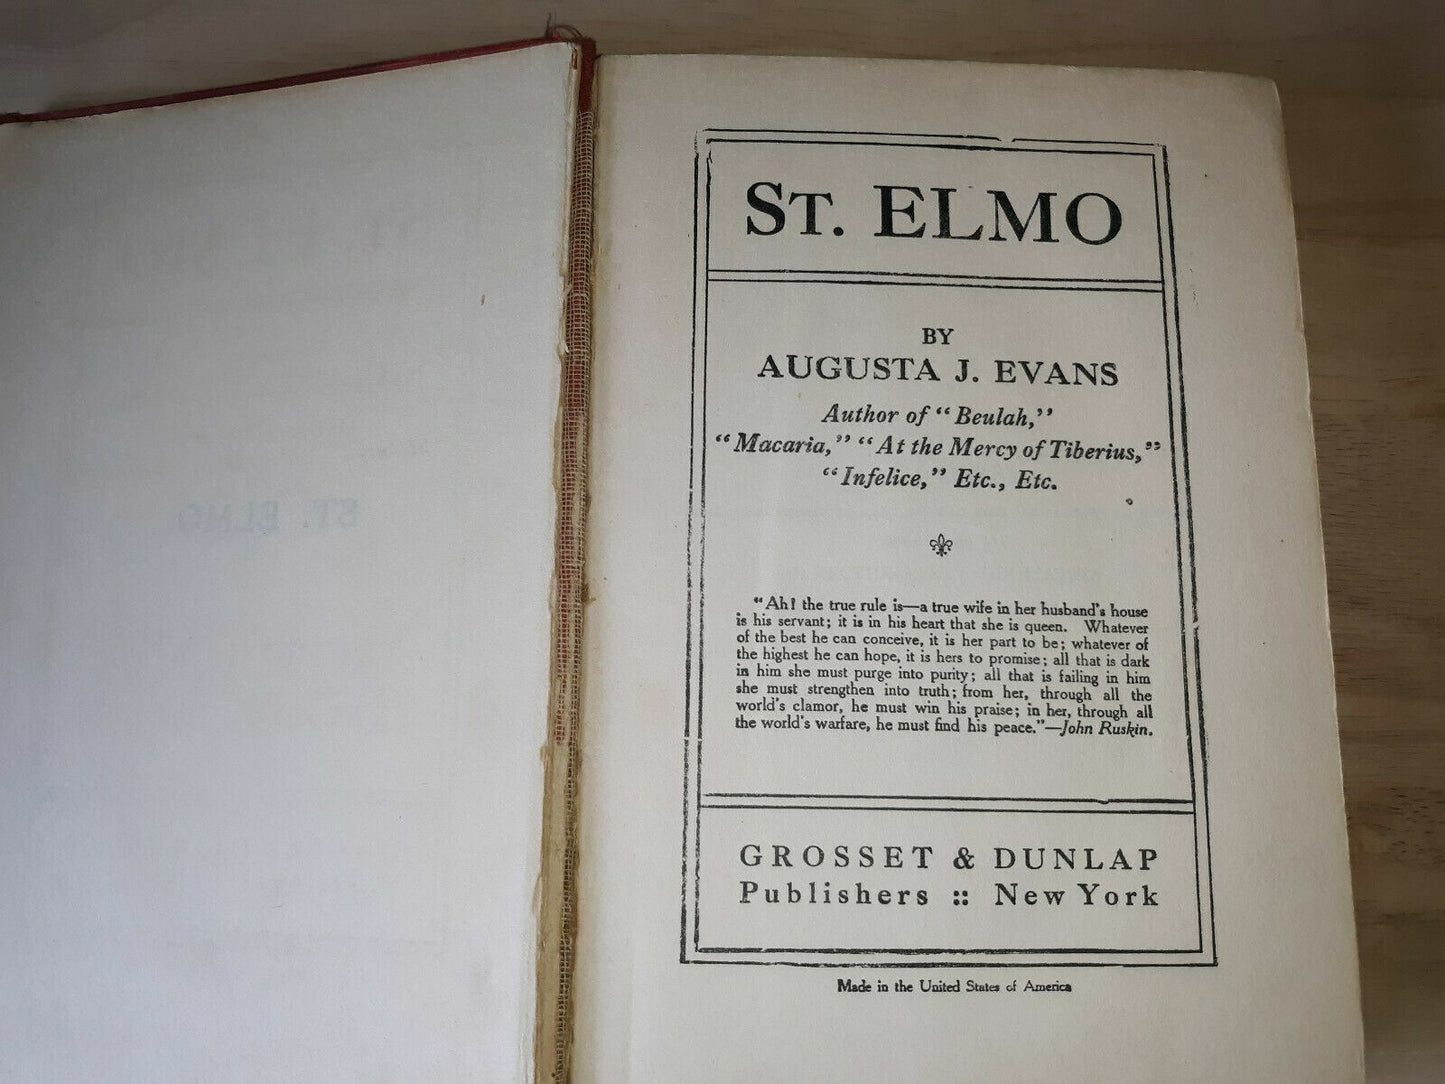 ST. ELMO
ST. ELMO
BY
AUGUSTA J. EVANS
Author of "Beulah,"
"Macaria," "At the Mercy of Tiberius,"
"Infelice," Etc., Etc.
"Ah! the true rule is—a true wife in her husband's house
is his servant; it is in his heart that she is queen. Whatever
of the best he can conceive, it is her part to be; whatever of
the highest he can hope, it is hers to promise; all that is dark
in him she must purge into purity; all that is failing in him
she must strengthen into truth; from her, through all the
world's clamor, he must win his praise; in her, through all
the world's warfare, he must find his peace."—John Ruskin.
GROSSET & DUNLAP
Publishers :: New York
Made in the United States of America